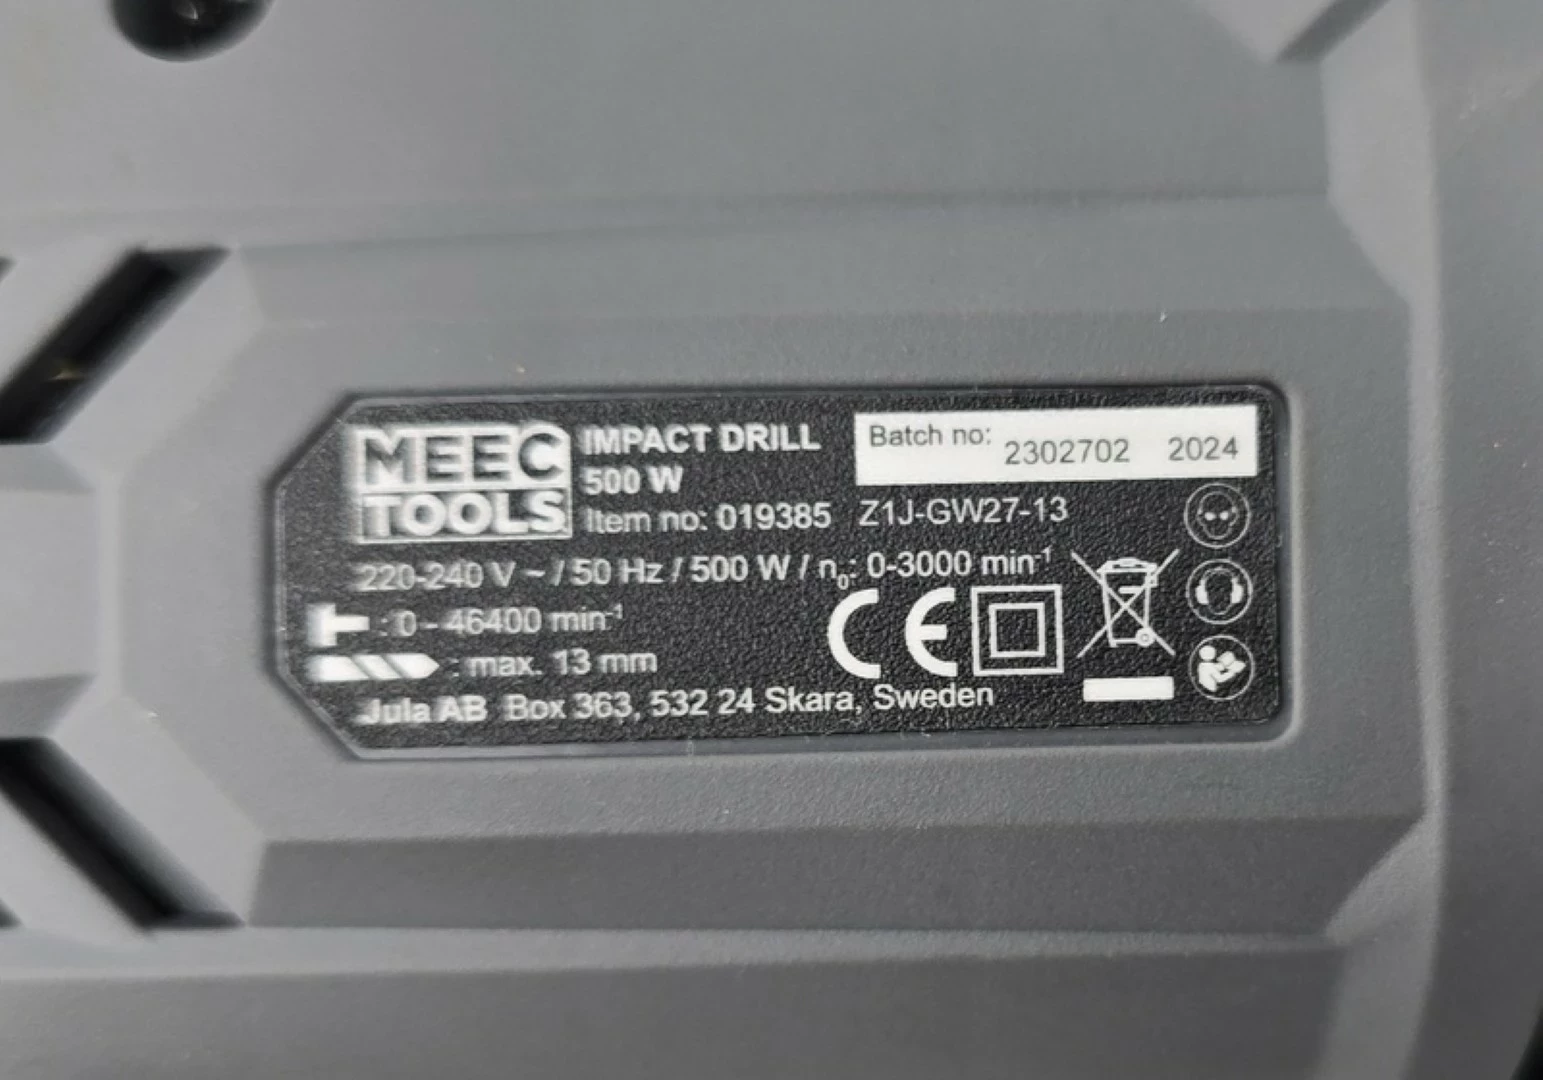 MEEC
TOOLS
IMPACT DRILL
500 W
Item no: 019385
Batch no: 2302702 2024
Z1J-GW27-13
220-240 V ~ / 50 Hz / 500 W / n₀: 0-3000 min⁻¹
: 0 - 46400 min⁻¹
: max. 13 mm
CE
Jula AB Box 363, 532 24 Skara, Sweden